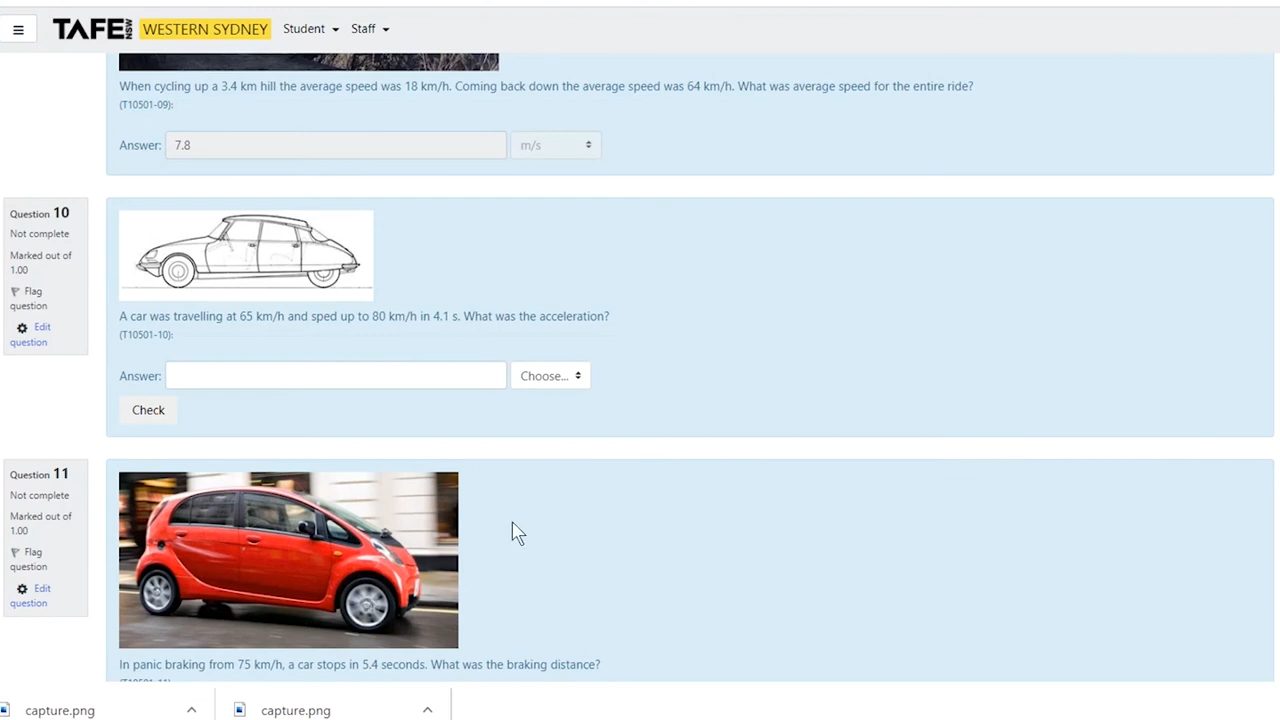 TAFE NSW WESTERN SYDNEY Student Staff
When cycling up a 3.4 km hill the average speed was 18 km/h. Coming back down the average speed was 64 km/h. What was average speed for the entire ride?
(T10501-09):
Answer: 7.8 m/s
Question 10
Not complete
Marked out of
1.00
Flag
question
Edit
question
A car was travelling at 65 km/h and sped up to 80 km/h in 4.1 s. What was the acceleration?
(T10501-10):
Answer: Choose...
Check
Question 11
Not complete
Marked out of
1.00
Flag
question
Edit
question
In panic braking from 75 km/h, a car stops in 5.4 seconds. What was the braking distance?
(T10501-11)
capture.png capture.png